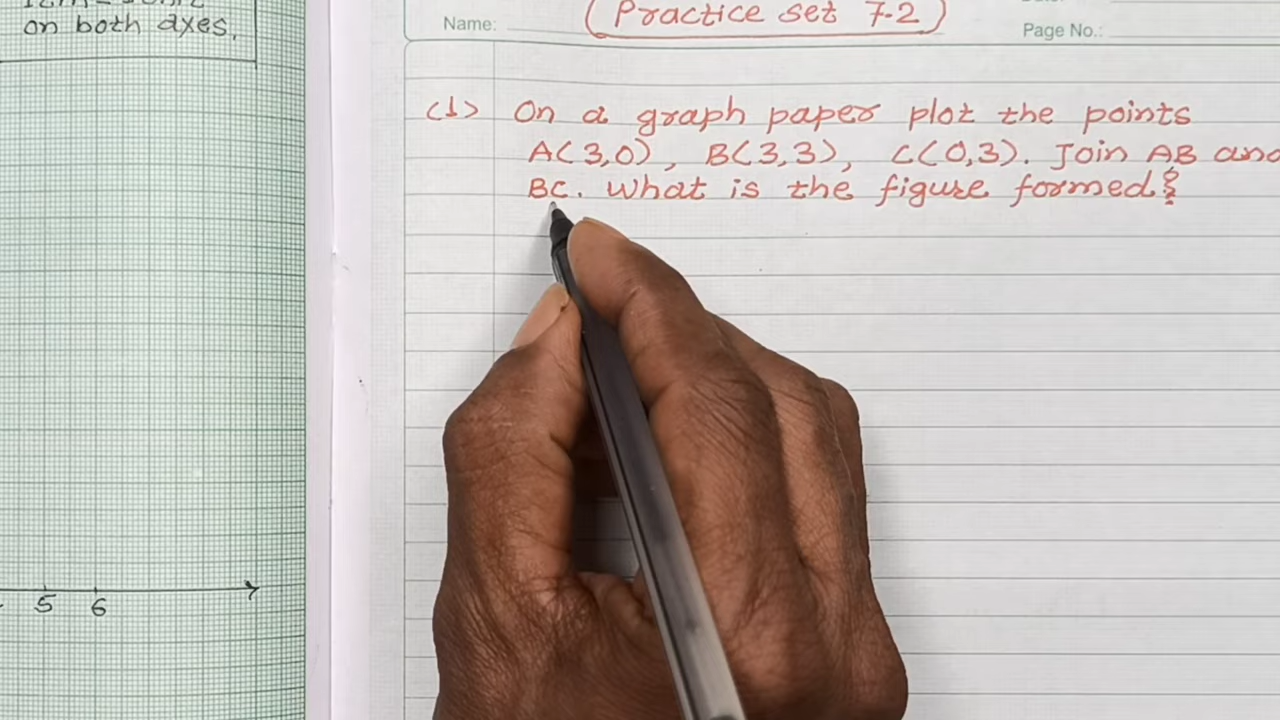 on both axes.
(Practice set 7.2)
Name:
Page No.:
(1) On a graph paper plot the points
A(3,0), B(3,3), C(0,3). Join AB and
BC. What is the figure formed?
5 6